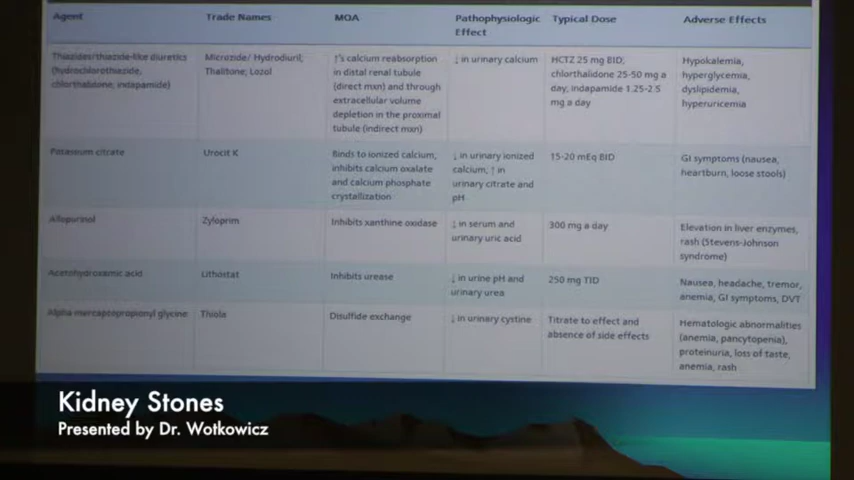 Agent Trade Names MOA Pathophysiologic Effect Typical Dose Adverse Effects
Thiazides/thiazide-like diuretics
(hydrochlorothiazide,
chlorthalidone, indapamide)
Microzide/ Hydrodiuril;
Thalitone; Lozol
↑'s calcium reabsorption
in distal renal tubule
(direct mxn) and through
extracellular volume
depletion in the proximal
tubule (indirect mxn)
↓ in urinary calcium
HCTZ 25 mg BID;
chlorthalidone 25-50 mg a
day; indapamide 1.25-2.5
mg a day
Hypokalemia,
hyperglycemia,
dyslipidemia,
hyperuricemia
Potassium citrate
Urocit K
Binds to ionized calcium,
inhibits calcium oxalate
and calcium phosphate
crystallization
↓ in urinary ionized
calcium; ↑ in
urinary citrate and
pH
15-20 mEq BID
GI symptoms (nausea,
heartburn, loose stools)
Allopurinol
Zyloprim
Inhibits xanthine oxidase
↓ in serum and
urinary uric acid
300 mg a day
Elevation in liver enzymes,
rash (Stevens-Johnson
syndrome)
Acetohydroxamic acid
Lithostat
Inhibits urease
↓ in urine pH and
urinary urea
250 mg TID
Nausea, headache, tremor,
anemia, GI symptoms, DVT
Alpha mercaptopropionyl glycine
Thiola
Disulfide exchange
↓ in urinary cystine
Titrate to effect and
absence of side effects
Hematologic abnormalities
(anemia, pancytopenia),
proteinuria, loss of taste,
anemia, rash
Kidney Stones
Presented by Dr. Wotkowicz